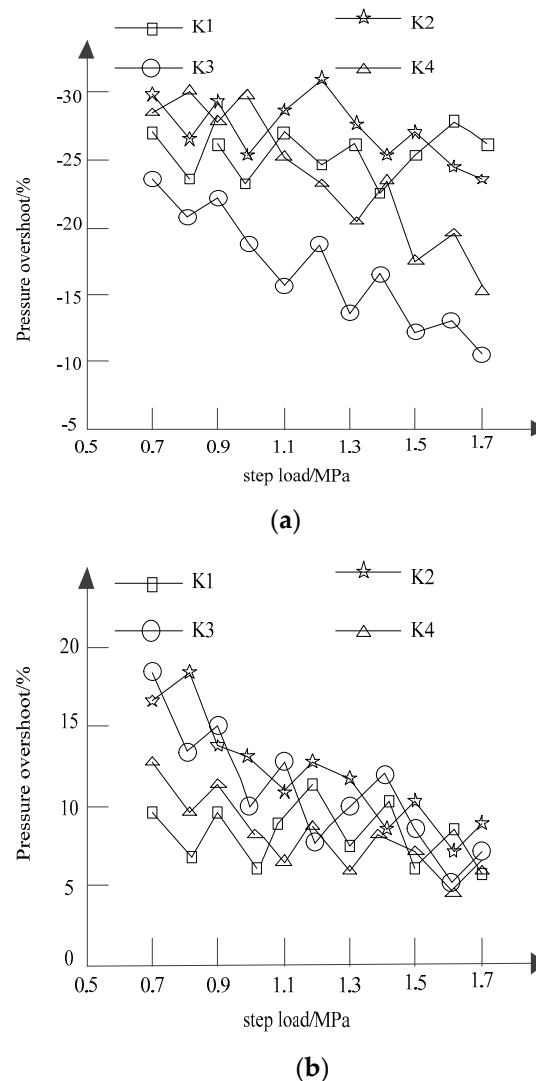 K1
K2
K3
K4
-30
-25
-20
-15
-10
-5
Pressure overshoot/%
0.5 0.7 0.9 1.1 1.3 1.5 1.7
step load/MPa
(a)
K1
K2
K3
K4
20
15
10
5
0
Pressure overshoot/%
0.5 0.7 0.9 1.1 1.3 1.5 1.7
step load/MPa
(b)